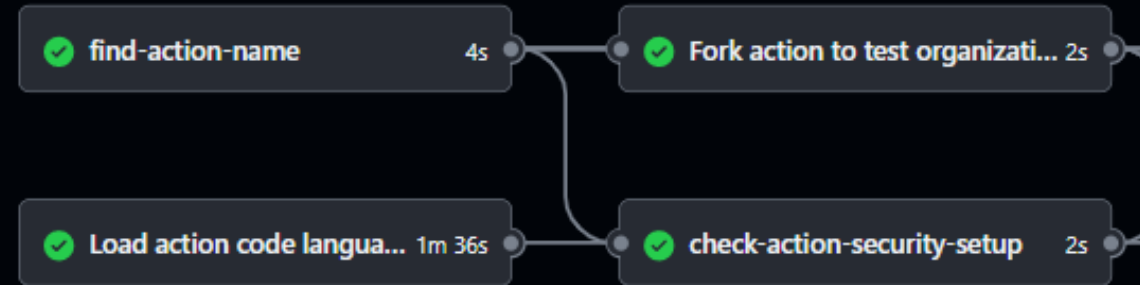 find-action-name 4s
Fork action to test organizati... 2s
Load action code langua... 1m 36s
check-action-security-setup 2s